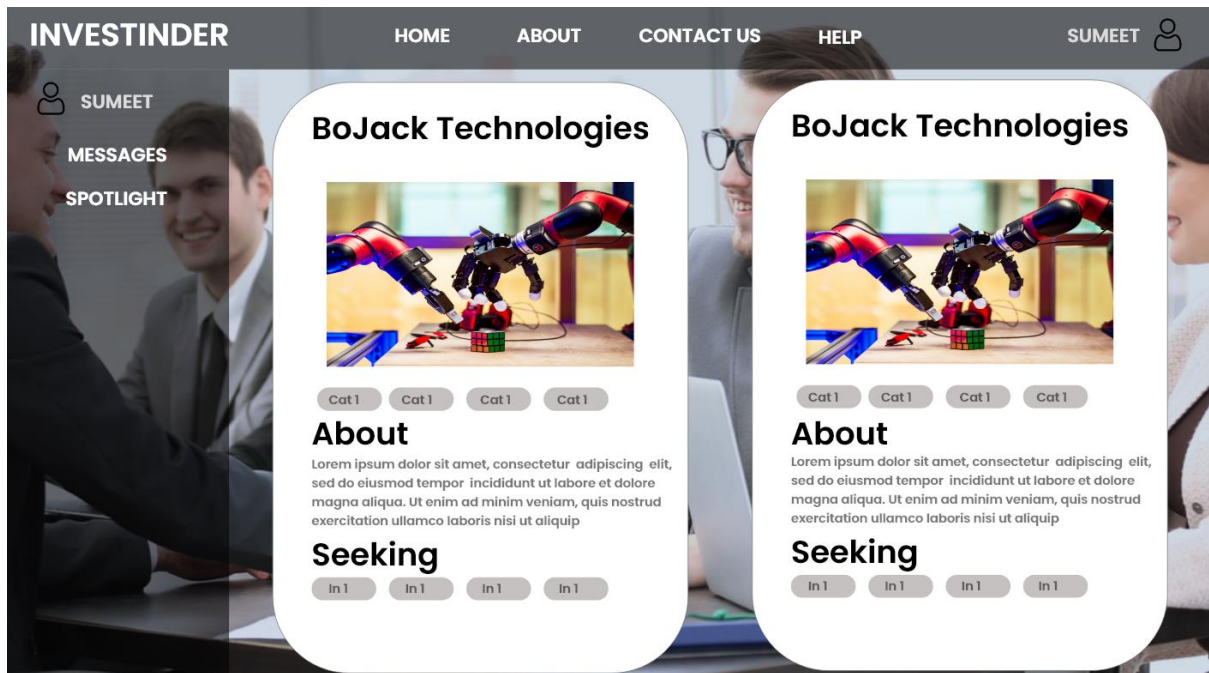 INVESTINDER
HOME
ABOUT
CONTACT US
HELP
SUMEET
SUMEET
MESSAGES
SPOTLIGHT
BoJack Technologies
Cat 1 Cat 1 Cat 1 Cat 1
About
Lorem ipsum dolor sit amet, consectetur adipiscing elit,
sed do eiusmod tempor incididunt ut labore et dolore
magna aliqua. Ut enim ad minim veniam, quis nostrud
exercitation ullamco laboris nisi ut aliquip
Seeking
In 1 In 1 In 1 In 1
BoJack Technologies
Cat 1 Cat 1 Cat 1 Cat 1
About
Lorem ipsum dolor sit amet, consectetur adipiscing elit,
sed do eiusmod tempor incididunt ut labore et dolore
magna aliqua. Ut enim ad minim veniam, quis nostrud
exercitation ullamco laboris nisi ut aliquip
Seeking
In 1 In 1 In 1 In 1